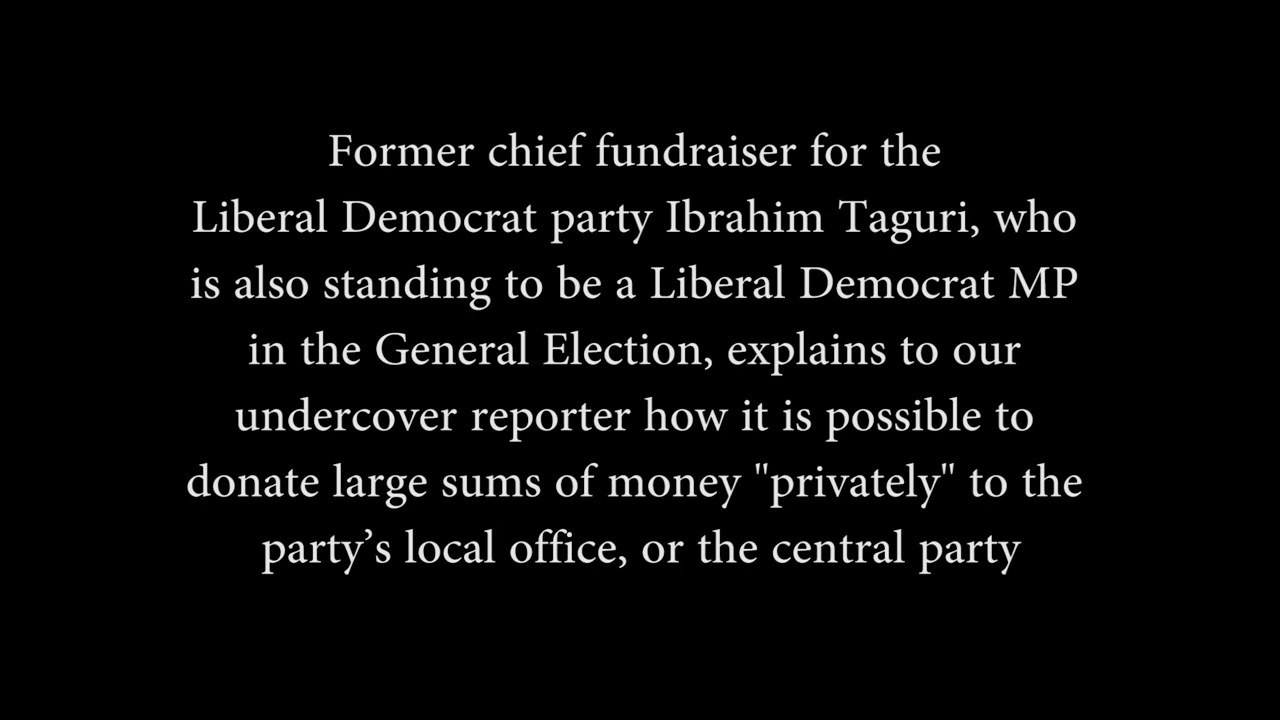 Former chief fundraiser for the
Liberal Democrat party Ibrahim Taguri, who
is also standing to be a Liberal Democrat MP
in the General Election, explains to our
undercover reporter how it is possible to
donate large sums of money "privately" to the
party’s local office, or the central party